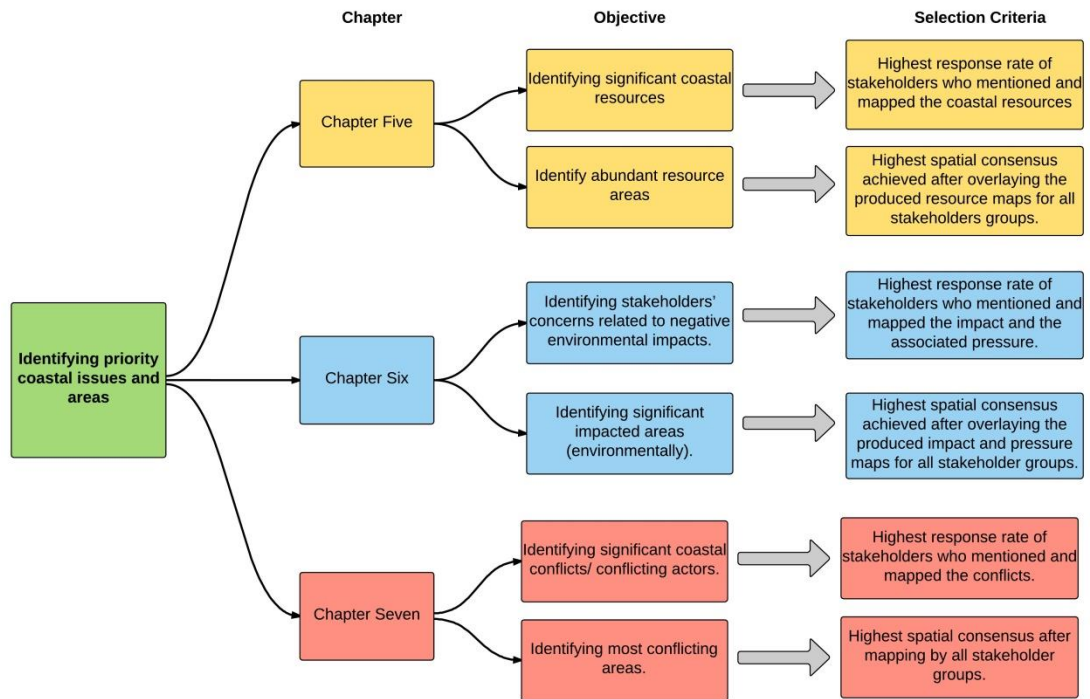 Chapter
Objective
Selection Criteria
Identifying priority
coastal issues and
areas
Chapter Five
Identifying significant coastal
resources
Highest response rate of
stakeholders who mentioned and
mapped the coastal resources
Identify abundant resource
areas
Highest spatial consensus
achieved after overlaying the
produced resource maps for all
stakeholders groups.
Chapter Six
Identifying stakeholders’
concerns related to negative
environmental impacts.
Highest response rate of
stakeholders who mentioned and
mapped the impact and the
associated pressure.
Identifying significant
impacted areas
(environmentally).
Highest spatial consensus
achieved after overlaying the
produced impact and pressure
maps for all stakeholder groups.
Chapter Seven
Identifying significant coastal
conflicts/ conflicting actors.
Highest response rate of
stakeholders who mentioned and
mapped the conflicts.
Identifying most conflicting
areas.
Highest spatial consensus after
mapping by all stakeholder
groups.